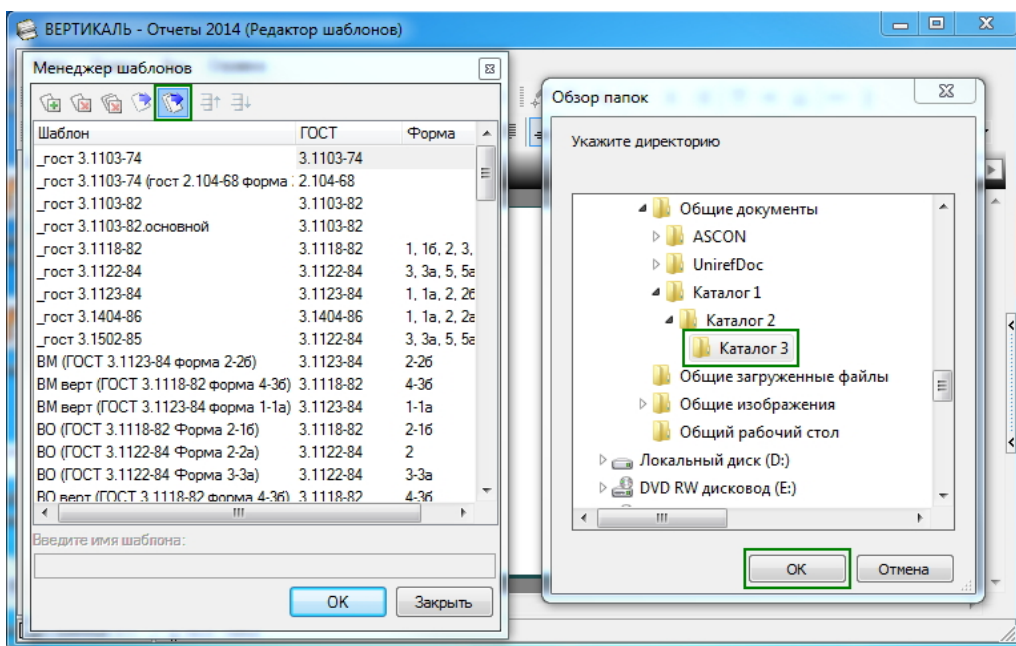 ВЕРТИКАЛЬ - Отчеты 2014 (Редактор шаблонов)
Менеджер шаблонов
Шаблон ГОСТ Форма
_гост 3.1103-74 3.1103-74
_гост 3.1103-74 (гост 2.104-68 форма 2.104-68
_гост 3.1103-82 3.1103-82
_гост 3.1103-82.основной 3.1103-82
_гост 3.1118-82 3.1118-82 1, 1б, 2, 3,
_гост 3.1122-84 3.1122-84 3, 3а, 5, 5а
_гост 3.1123-84 3.1123-84 1, 1а, 2, 2б
_гост 3.1404-86 3.1404-86 1, 1а, 2, 2а
_гост 3.1502-85 3.1122-84 3, 3а, 5, 5а
ВМ (ГОСТ 3.1123-84 Форма 2-2б) 3.1123-84 2-2б
ВМ верт (ГОСТ 3.1118-82 форма 4-3б) 3.1118-82 4-3б
ВМ верт (ГОСТ 3.1123-84 форма 1-1а) 3.1123-84 1-1а
ВО (ГОСТ 3.1118-82 Форма 2-1б) 3.1118-82 2-1б
ВО (ГОСТ 3.1122-84 Форма 2-2а) 3.1122-84 2
ВО (ГОСТ 3.1122-84 Форма 3-3а) 3.1122-84 3-3а
ВО верт (ГОСТ 3.1118-82 форма 4-3б) 3.1118-82 4-3б
Введите имя шаблона:
OK Закрыть
Обзор папок
Укажите директорию
Общие документы
ASCON
UnirefDoc
Каталог 1
Каталог 2
Каталог 3
Общие загруженные файлы
Общие изображения
Общий рабочий стол
Локальный диск (D:)
DVD RW дисковод (E:)
OK Отмена